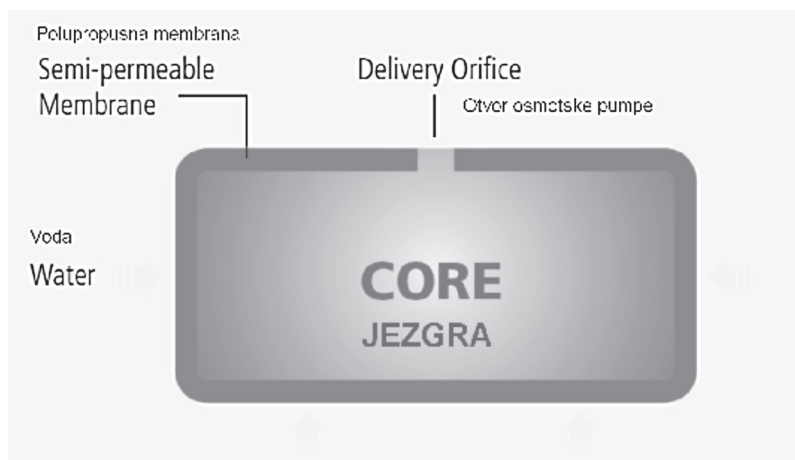 Polupropusna membrana
Semi-permeable
Membrane
Delivery Orifice
Otvor osmotske pumpe
Voda
Water
CORE
JEZGRA